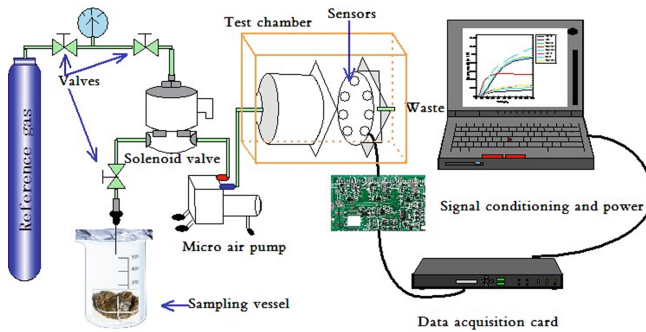 Test chamber
Sensors
Valves
Waste
Reference gas
Solenoid valve
Micro air pump
Signal conditioning and power
Sampling vessel
Data acquisition card